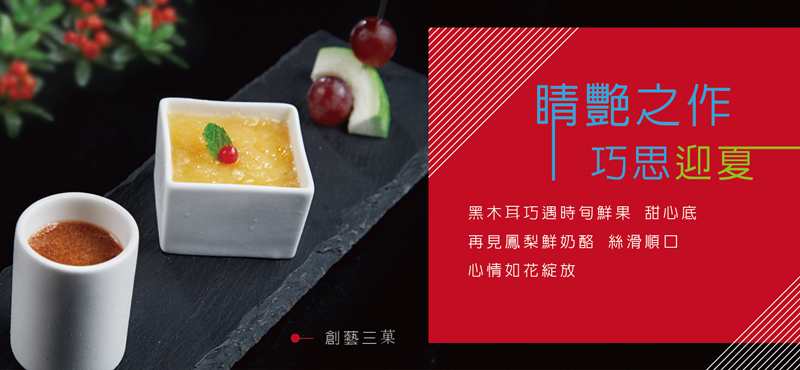 睛艷之作
巧思迎夏
黑木耳巧遇時旬鮮果 甜心底
再見鳳梨鮮奶酪 絲滑順口
心情如花綻放
創藝三菓